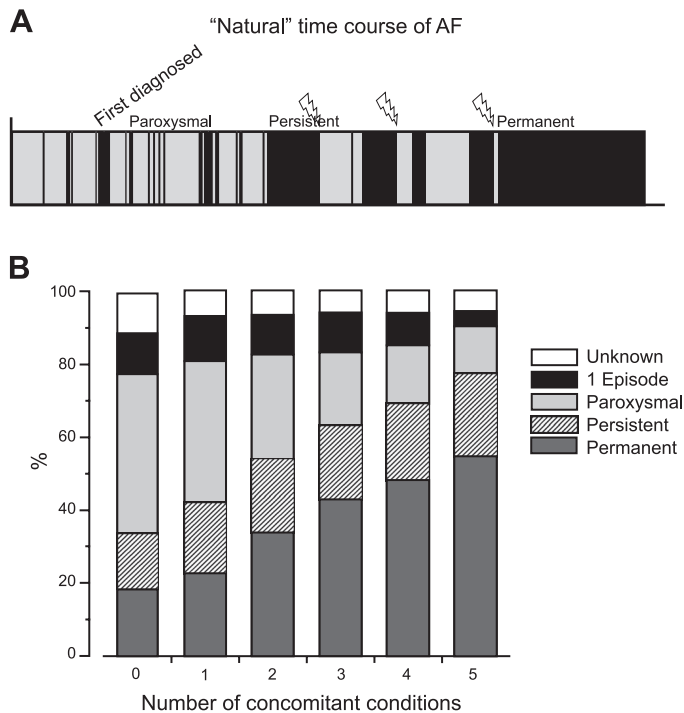 A
"Natural" time course of AF
First diagnosed
Paroxysmal
Persistent
Permanent
B
100
80
60
40
20
0
%
0 1 2 3 4 5
Number of concomitant conditions
Unknown
1 Episode
Paroxysmal
Persistent
Permanent